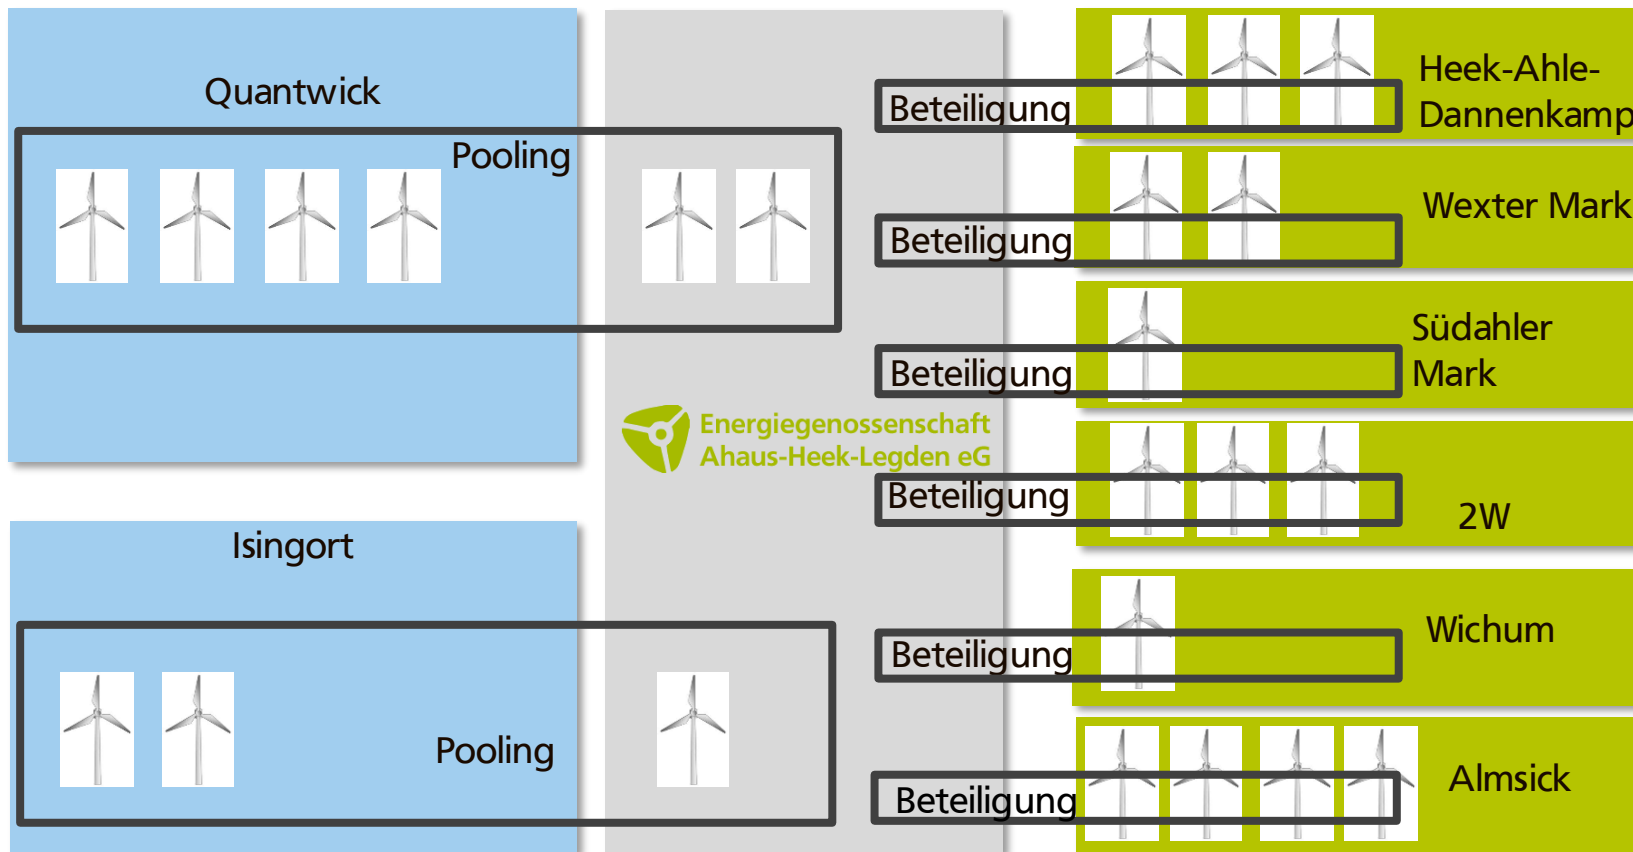 Quantwick
Pooling
Isingort
Pooling
Energiegenossenschaft
Ahaus-Heek-Legden eG
Beteiligung
Heek-Ahle-
Dannenkamp
Beteiligung
Wexter Mark
Beteiligung
Südahler
Mark
Beteiligung
2W
Beteiligung
Wichum
Beteiligung
Almsick